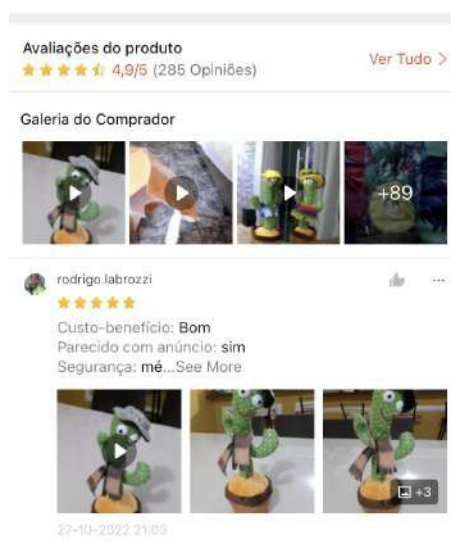 Avaliações do produto
4,9/5 (285 Opiniões)
Ver Tudo >
Galeria do Comprador
+89
rodrigo.labrozzi
...
Custo-benefício: Bom
Parecido com anúncio: sim
Segurança: mé...See More
+3
27-10-2022 21:03